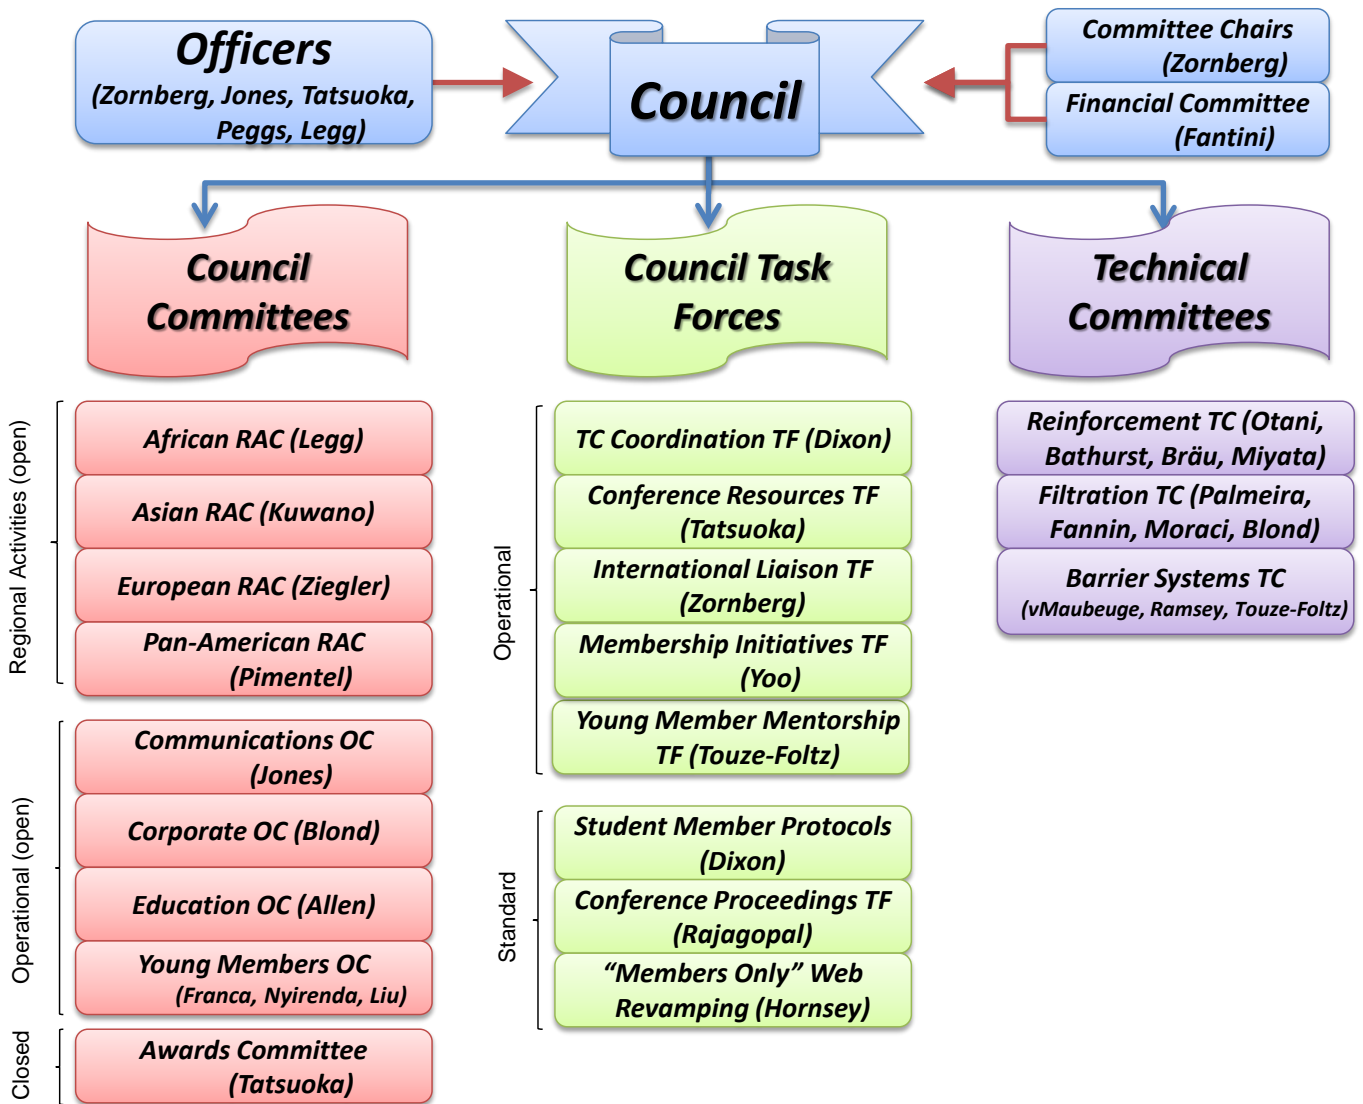 Officers
(Zornberg, Jones, Tatsuoka,
Peggs, Legg)
Council
Committee Chairs
(Zornberg)
Financial Committee
(Fantini)
Council
Committees
Regional Activities (open)
African RAC (Legg)
Asian RAC (Kuwano)
European RAC (Ziegler)
Pan-American RAC
(Pimentel)
Operational (open)
Communications OC
(Jones)
Corporate OC (Blond)
Education OC (Allen)
Young Members OC
(Franca, Nyirenda, Liu)
Closed
Awards Committee
(Tatsuoka)
Council Task
Forces
Operational
TC Coordination TF (Dixon)
Conference Resources TF
(Tatsuoka)
International Liaison TF
(Zornberg)
Membership Initiatives TF
(Yoo)
Young Member Mentorship
TF (Touze-Foltz)
Standard
Student Member Protocols
(Dixon)
Conference Proceedings TF
(Rajagopal)
“Members Only” Web
Revamping (Hornsey)
Technical
Committees
Reinforcement TC (Otani,
Bathurst, Bräu, Miyata)
Filtration TC (Palmeira,
Fannin, Moraci, Blond)
Barrier Systems TC
(vMaubeuge, Ramsey, Touze-Foltz)